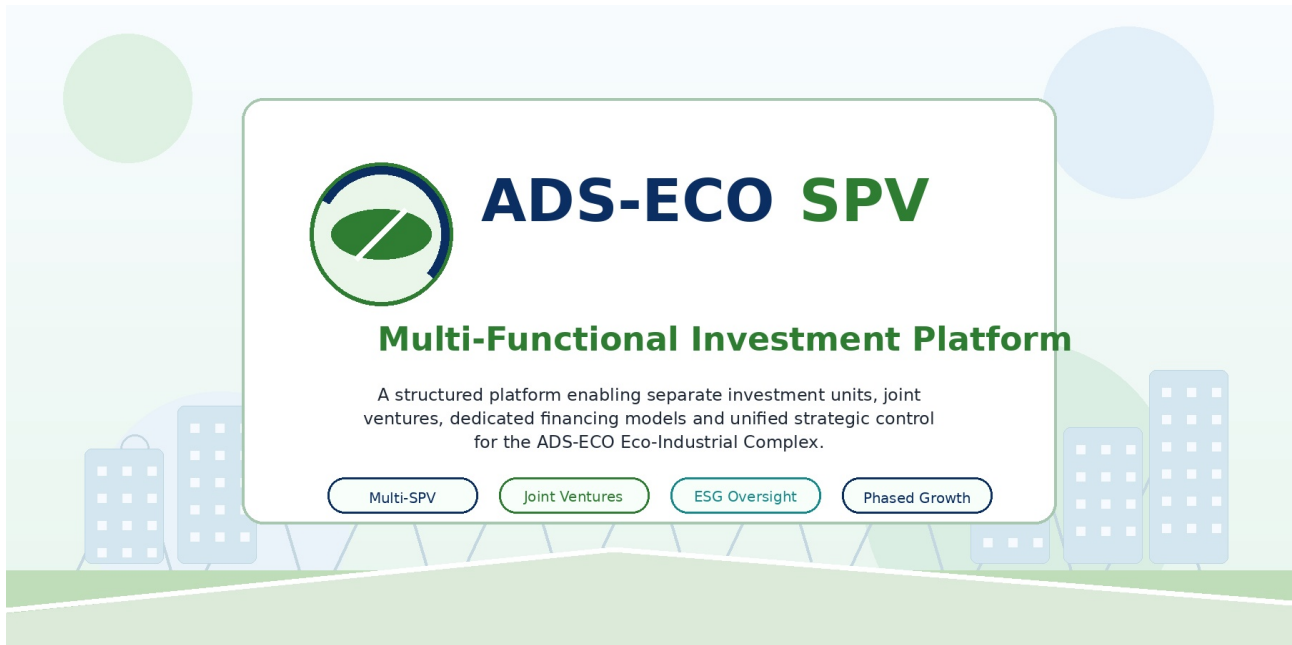 ADS-ECO SPV
Multi-Functional Investment Platform
A structured platform enabling separate investment units, joint
ventures, dedicated financing models and unified strategic control
for the ADS-ECO Eco-Industrial Complex.
Multi-SPV
Joint Ventures
ESG Oversight
Phased Growth